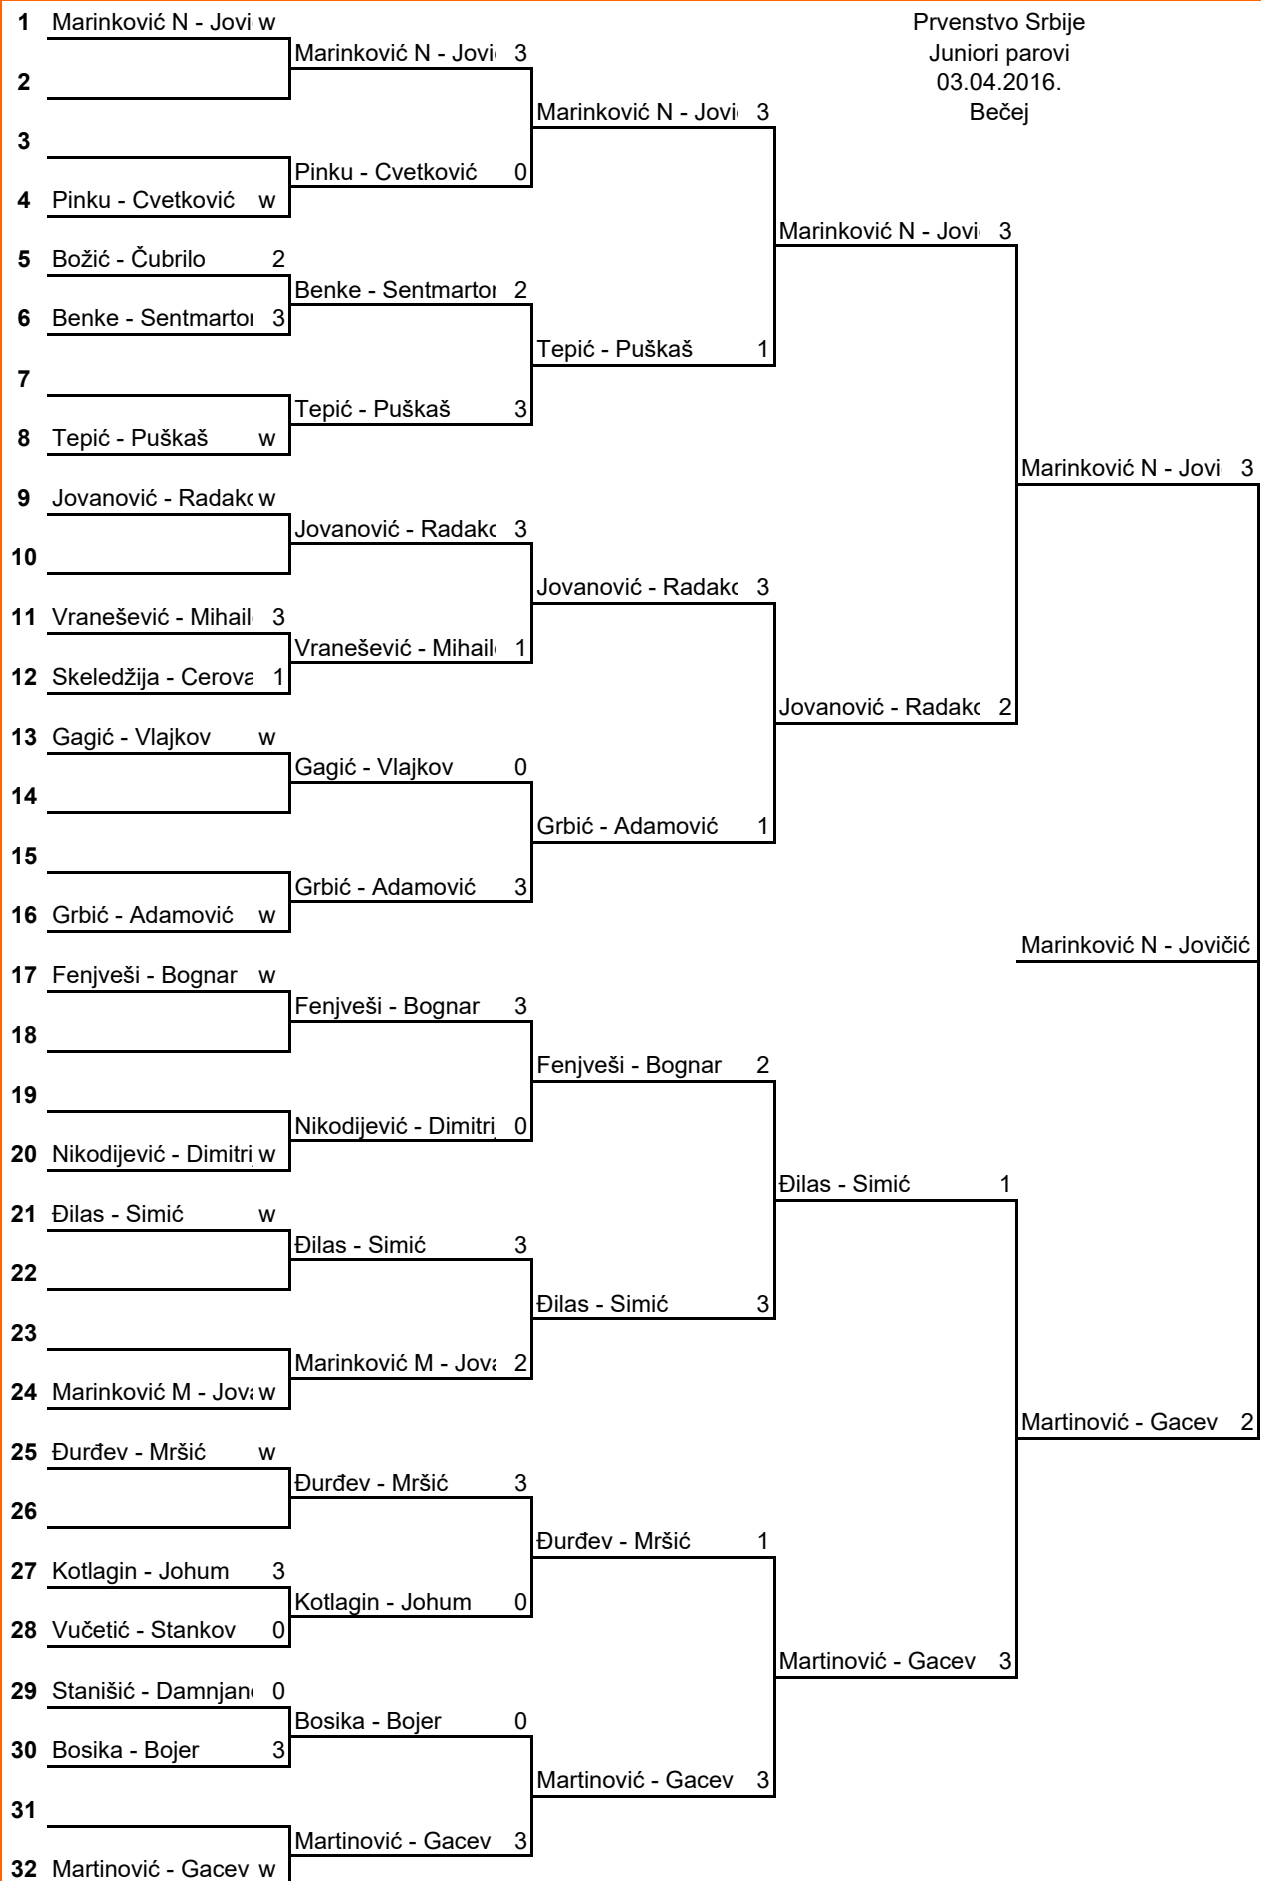 Prvenstvo Srbije
Juniori parovi
03.04.2016.
Bečej
1 Marinković N - Jovi w
Marinković N - Jovi 3
2
Marinković N - Jovi 3
3
Pinku - Cvetković 0
4 Pinku - Cvetković w
Marinković N - Jovi 3
5 Božić - Čubrilo 2
Benke - Sentmarton 2
6 Benke - Sentmarton 3
Tepić - Puškaš 1
7
Tepić - Puškaš 3
8 Tepić - Puškaš w
Marinković N - Jovi 3
9 Jovanović - Radako w
Jovanović - Radako 3
10
Jovanović - Radako 3
11 Vranešević - Mihail 3
Vranešević - Mihail 1
12 Skeledžija - Cerova 1
Jovanović - Radako 2
13 Gagić - Vlajkov w
Gagić - Vlajkov 0
14
Grbić - Adamović 1
15
Grbić - Adamović 3
16 Grbić - Adamović w
Marinković N - Jovičić
17 Fenjveši - Bognar w
Fenjveši - Bognar 3
18
Fenjveši - Bognar 2
19
Nikodijević - Dimitrij 0
20 Nikodijević - Dimitri w
Đilas - Simić 1
21 Đilas - Simić w
Đilas - Simić 3
22
Đilas - Simić 3
23
Marinković M - Jova 2
24 Marinković M - Jova w
Martinović - Gacev 2
25 Đurđev - Mršić w
Đurđev - Mršić 3
26
Đurđev - Mršić 1
27 Kotlagin - Johum 3
Kotlagin - Johum 0
28 Vučetić - Stankov 0
Martinović - Gacev 3
29 Stanišić - Damnjan 0
Bosika - Bojer 0
30 Bosika - Bojer 3
Martinović - Gacev 3
31
Martinović - Gacev 3
32 Martinović - Gacev w